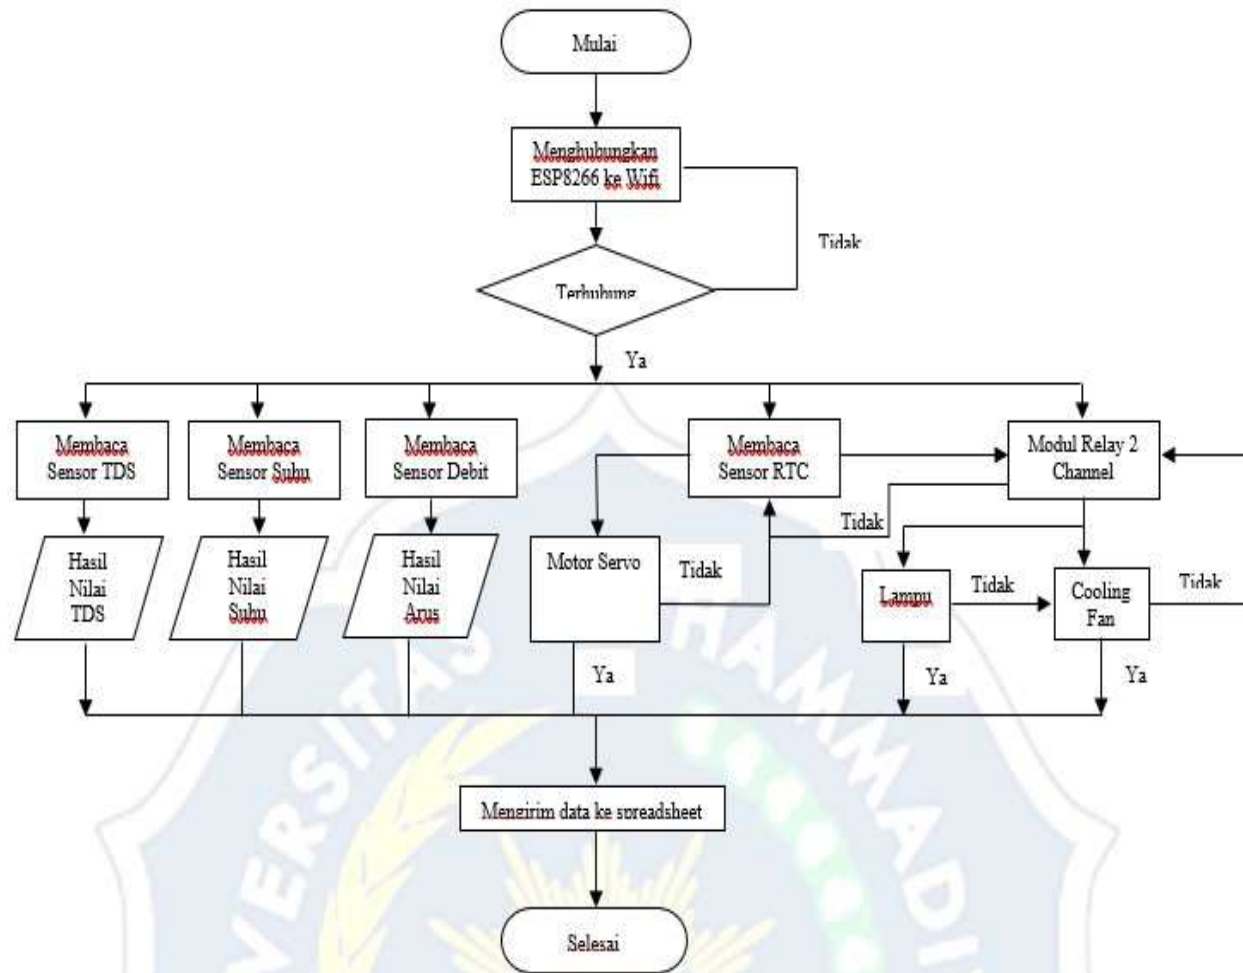 Mulai
Menghubungkan
ESP8266 ke Wifi
Tidak
Terhubung
Ya
Membaca
Sensor TDS
Membaca
Sensor Suhu
Membaca
Sensor Debit
Membaca
Sensor RTC
Modul Relay 2
Channel
Tidak
Hasil
Nilai
TDS
Hasil
Nilai
Suhu
Hasil
Nilai
Arus
Motor Servo
Tidak
Lampu
Tidak
Cooling
Fan
Tidak
Ya
Ya
Ya
Mengirim data ke spreadsheet
Selesai
VERSITAS
HAMMADI